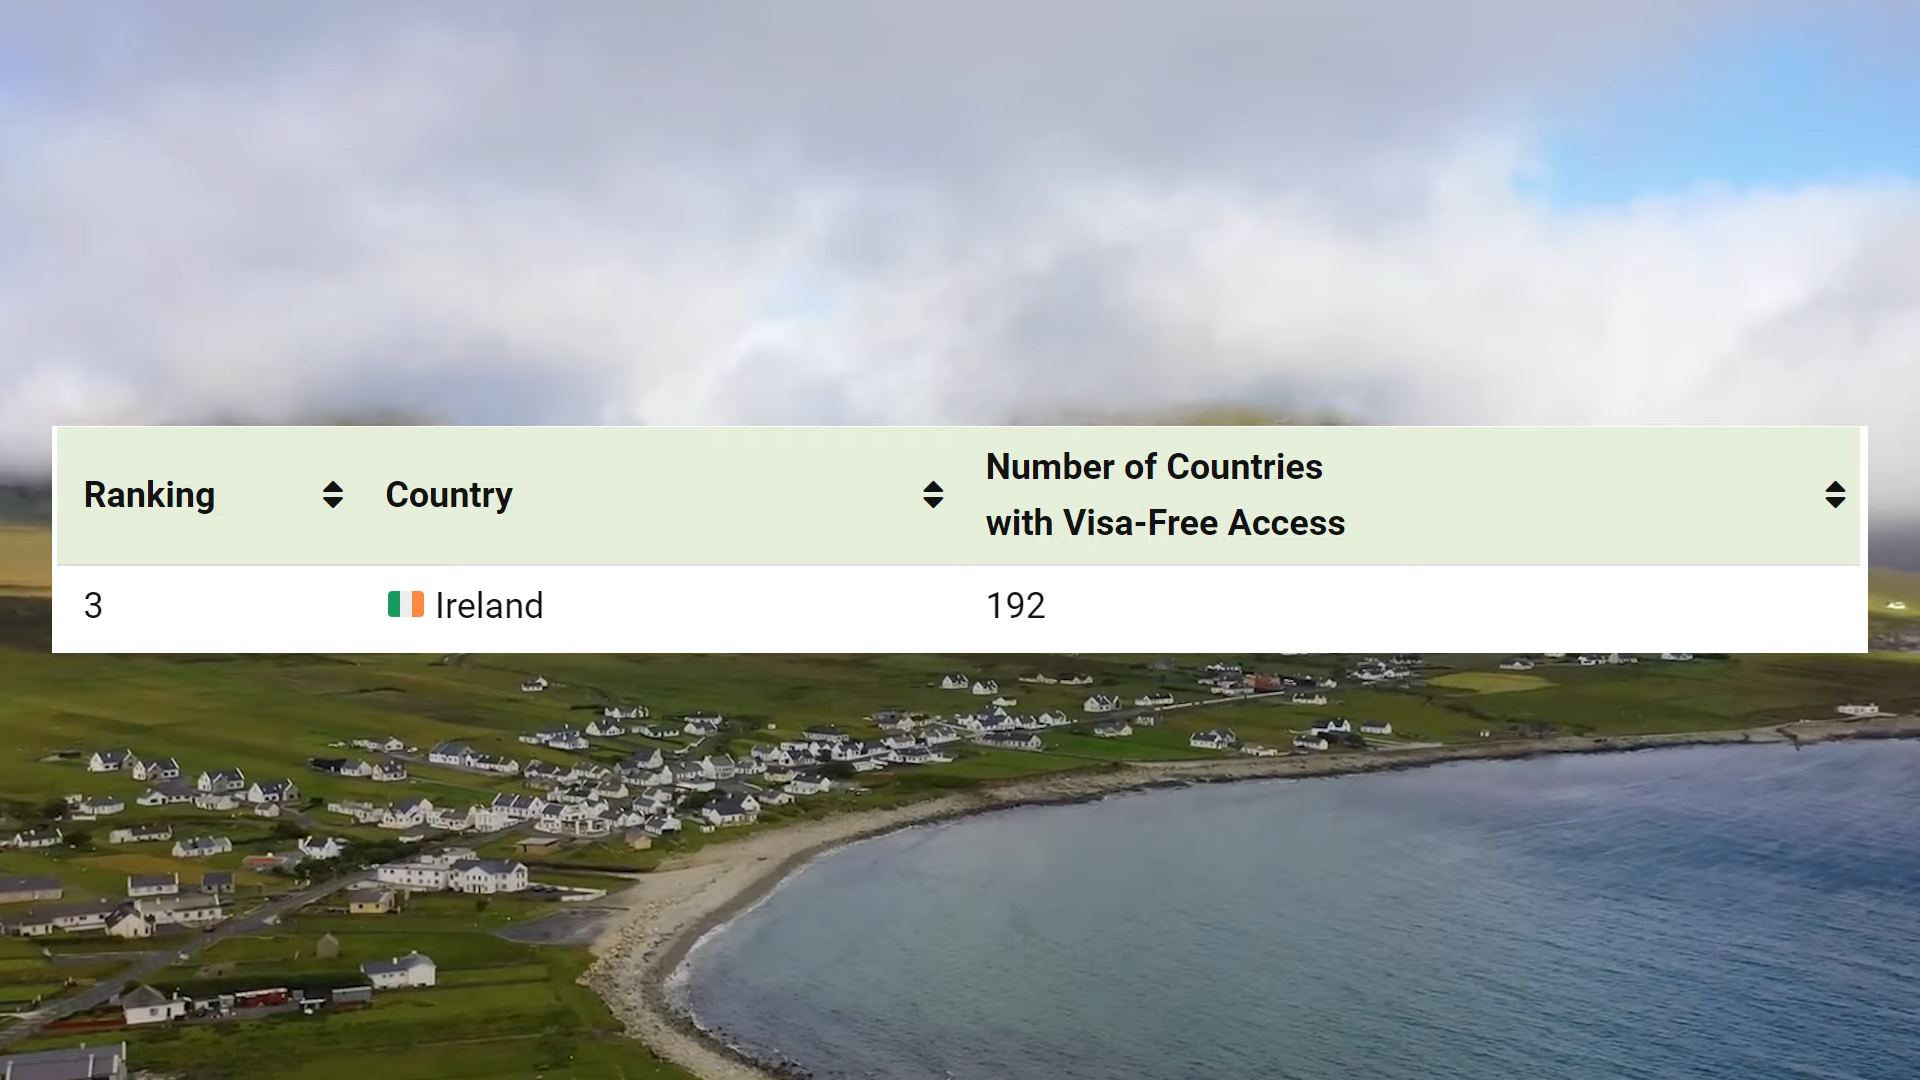 Ranking
Country
Number of Countries
with Visa-Free Access
3
Ireland
192